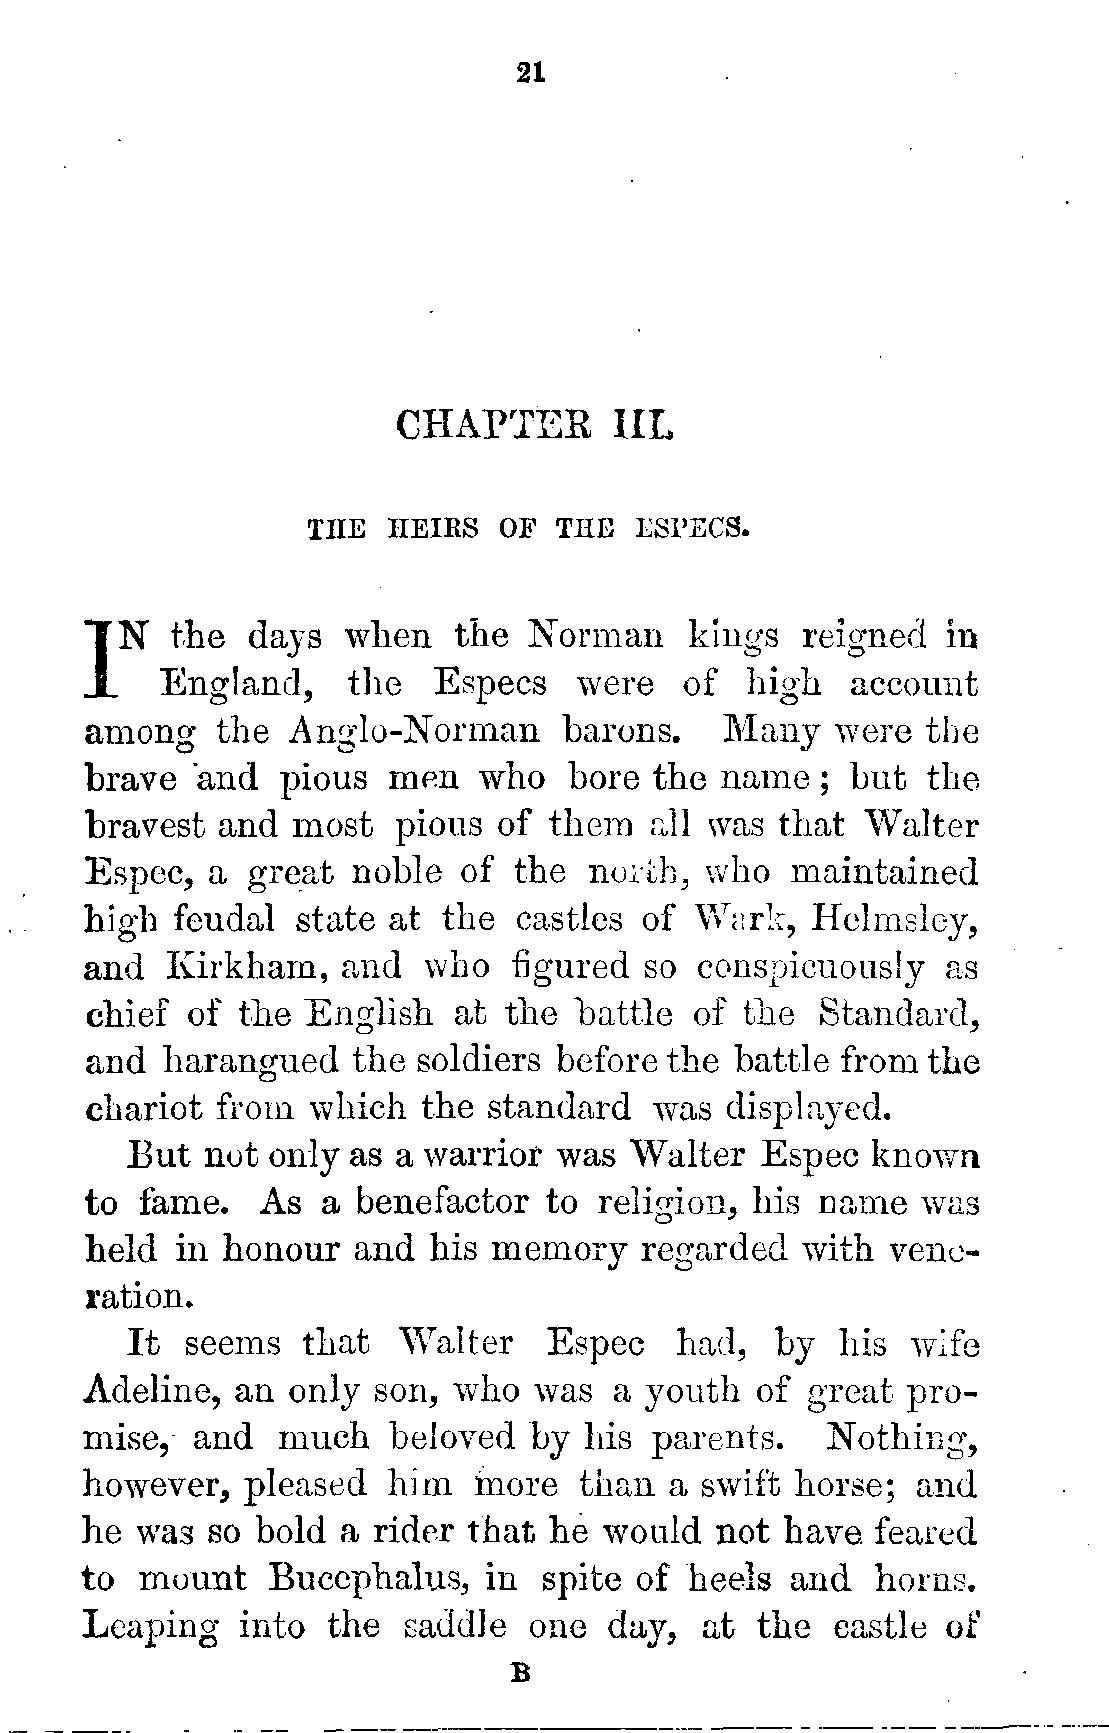 21
CHAPTER III.
THE HEIRS OF THE ESPECS.
IN the days when the Norman kings reigned in
England, the Especs were of high account
among the Anglo-Norman barons. Many were the
brave and pious men who bore the name; but the
bravest and most pious of them all was that Walter
Espec, a great noble of the north, who maintained
high feudal state at the castles of Wark, Helmsley,
and Kirkham, and who figured so conspicuously as
chief of the English at the battle of the Standard,
and harangued the soldiers before the battle from the
chariot from which the standard was displayed.
But not only as a warrior was Walter Espec known
to fame. As a benefactor to religion, his name was
held in honour and his memory regarded with vene-
ration.
It seems that Walter Espec had, by his wife
Adeline, an only son, who was a youth of great pro-
mise, and much beloved by his parents. Nothing,
however, pleased him more than a swift horse; and
he was so bold a rider that he would not have feared
to mount Bucephalus, in spite of heels and horns.
Leaping into the saddle one day, at the castle of
B